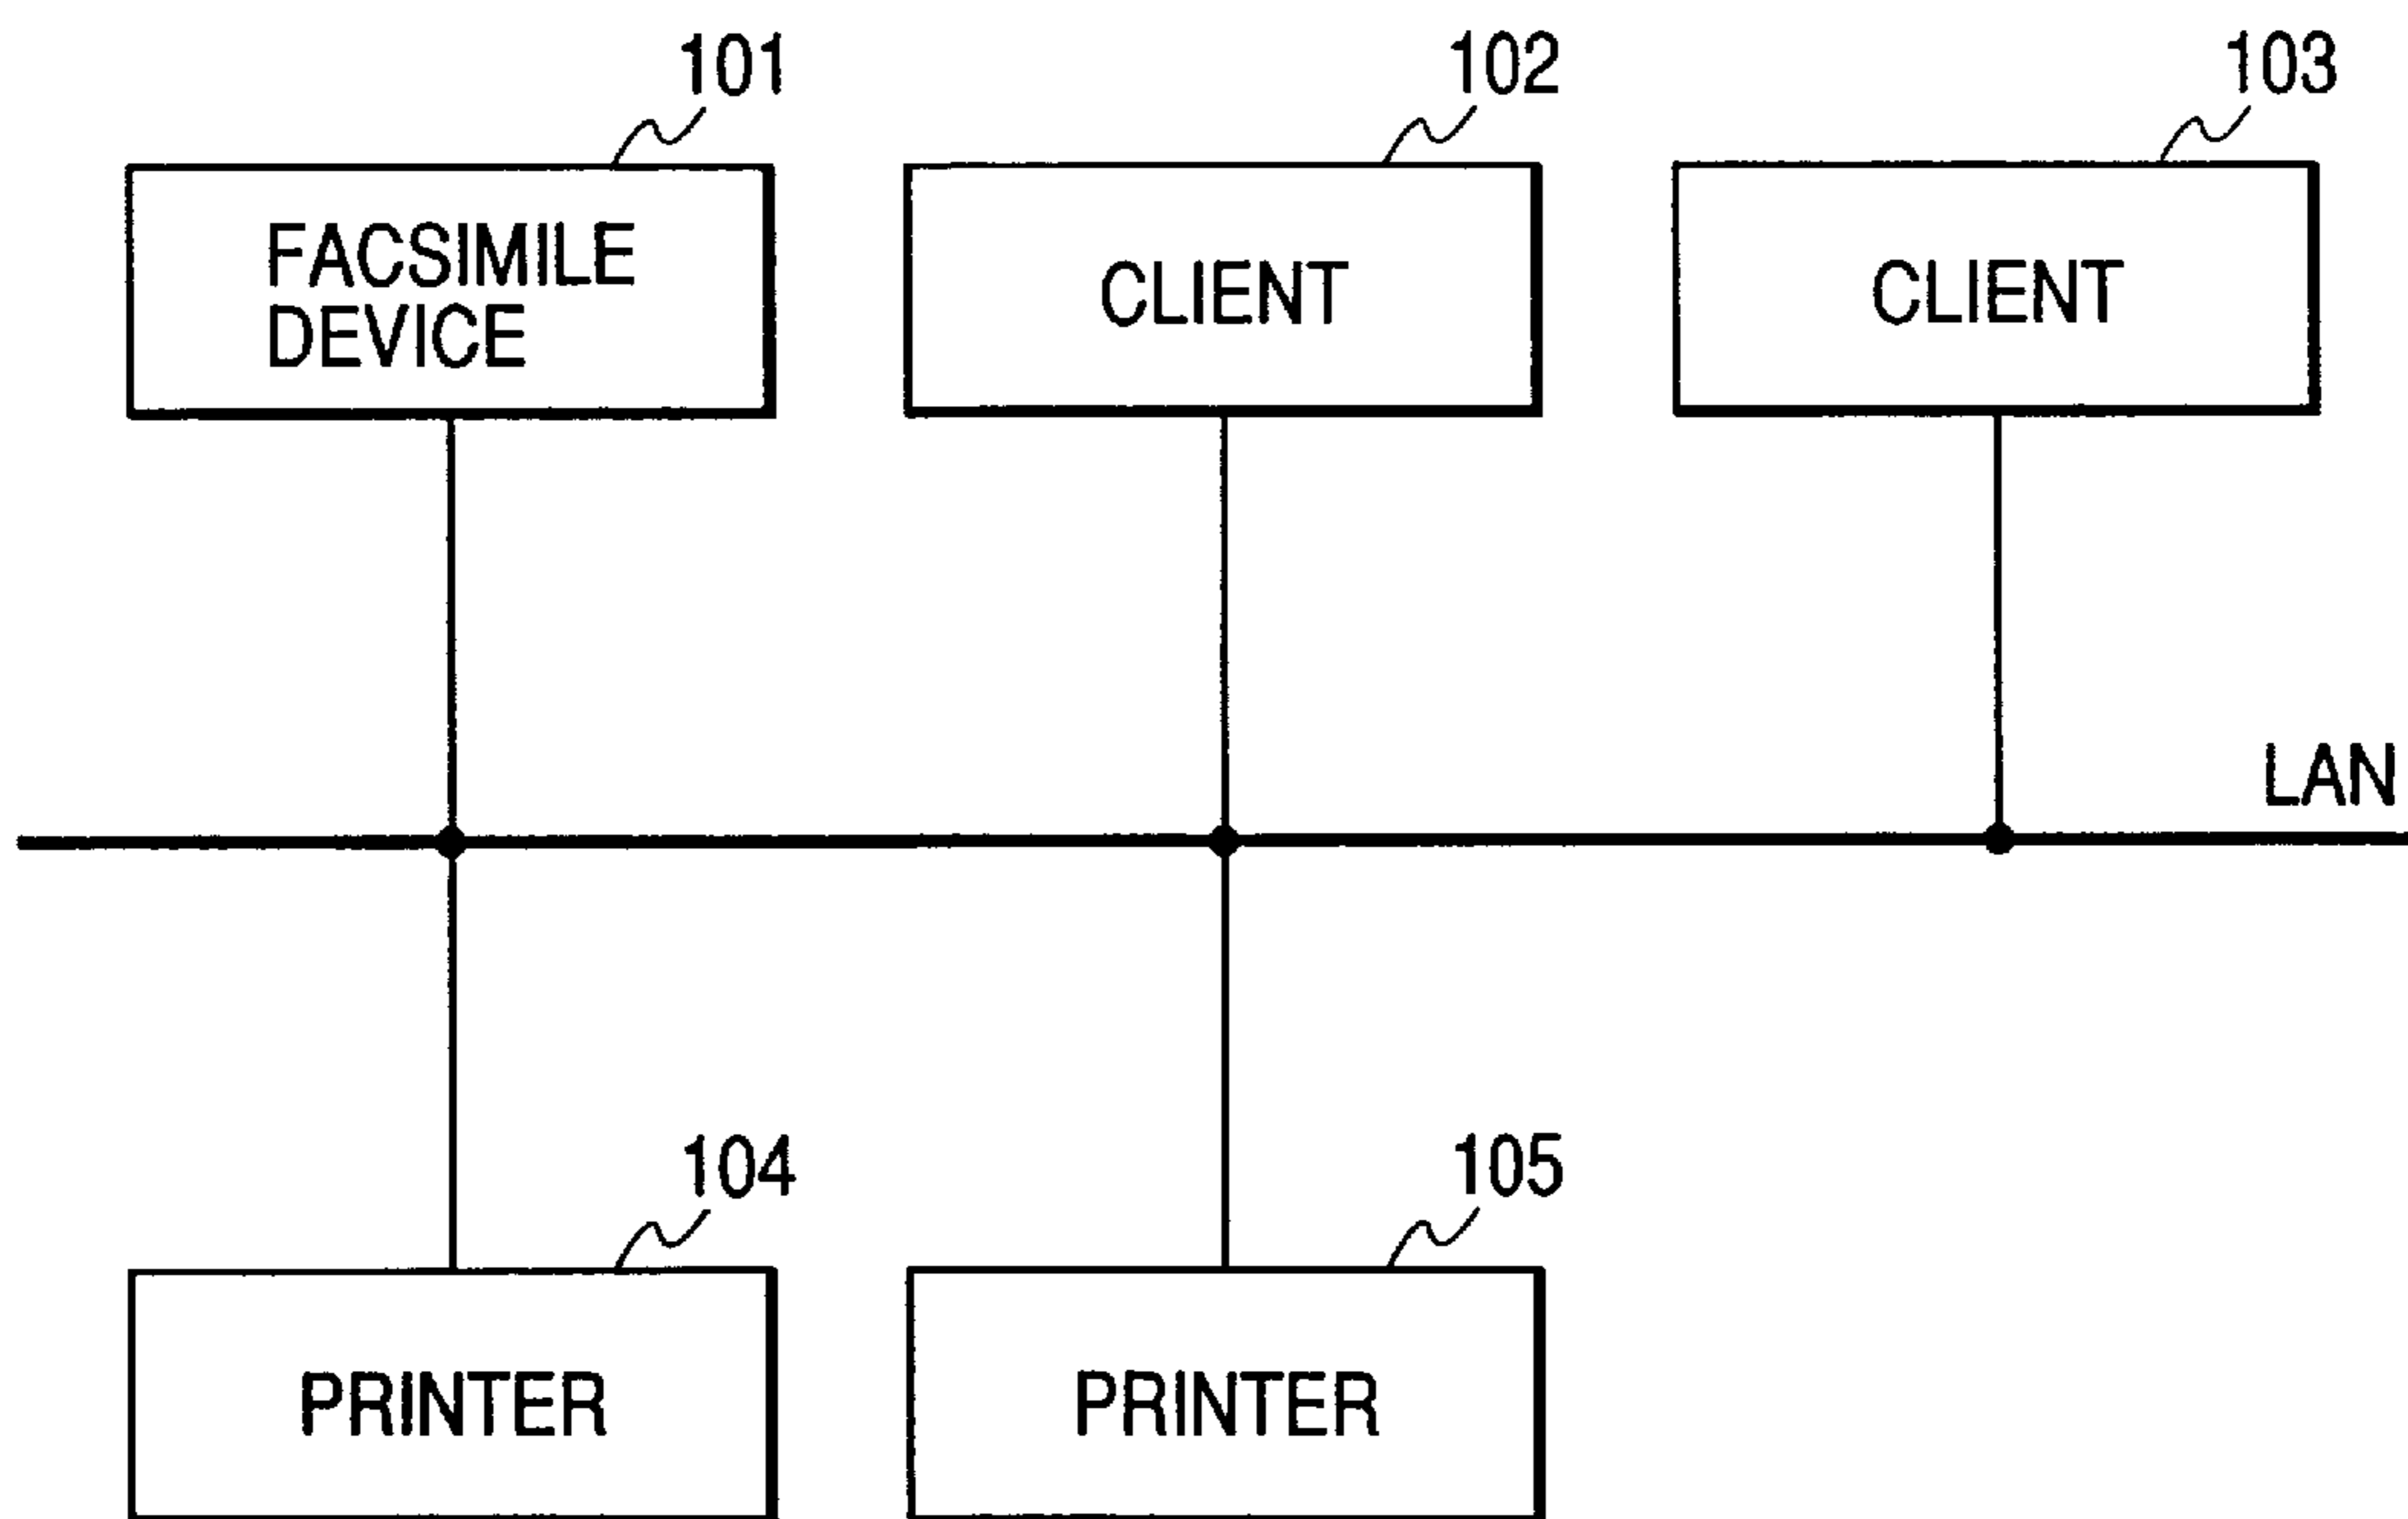 101
102
103
FACSIMILE
DEVICE
CLIENT
CLIENT
LAN
104
105
PRINTER
PRINTER